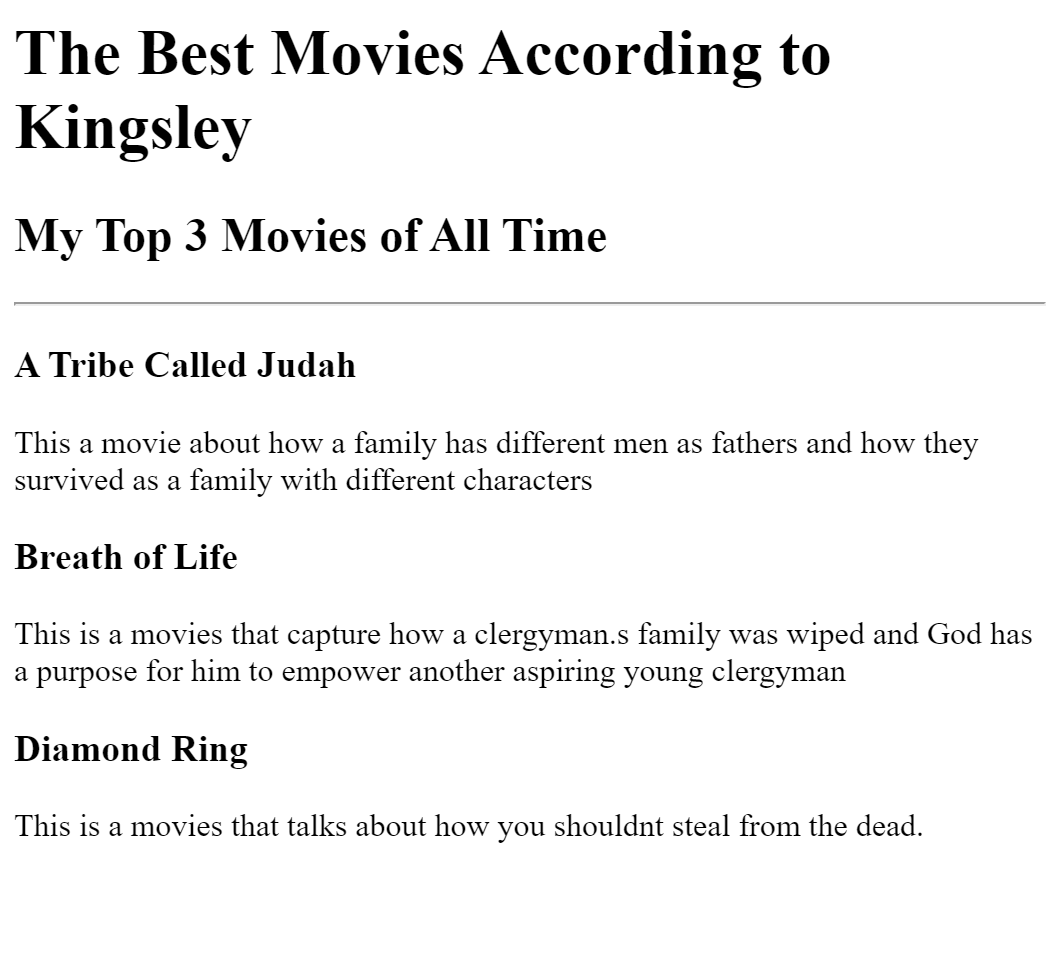 The Best Movies According to
Kingsley
My Top 3 Movies of All Time
A Tribe Called Judah
This a movie about how a family has different men as fathers and how they
survived as a family with different characters
Breath of Life
This is a movies that capture how a clergyman.s family was wiped and God has
a purpose for him to empower another aspiring young clergyman
Diamond Ring
This is a movies that talks about how you shouldnt steal from the dead.